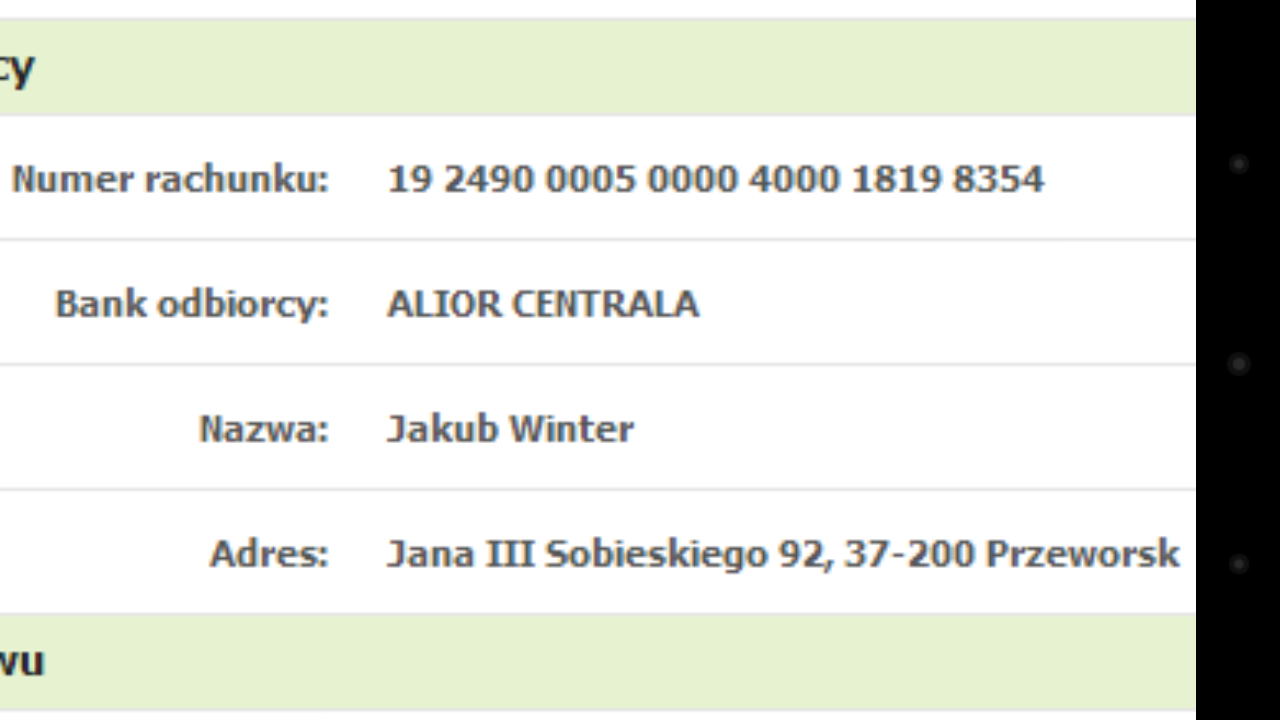 cy
Numer rachunku: 19 2490 0005 0000 4000 1819 8354
Bank odbiorcy: ALIOR CENTRALA
Nazwa: Jakub Winter
Adres: Jana III Sobieskiego 92, 37-200 Przeworsk
wu